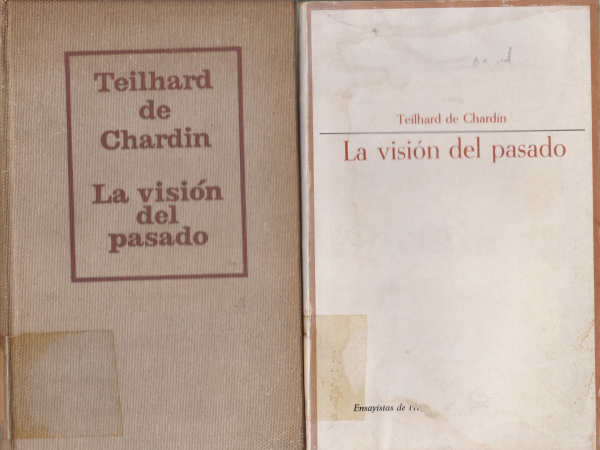 Teilhard
de
Chardin
La visión
del
pasado
Teilhard de Chardin
La visión del pasado
Ensayistas de